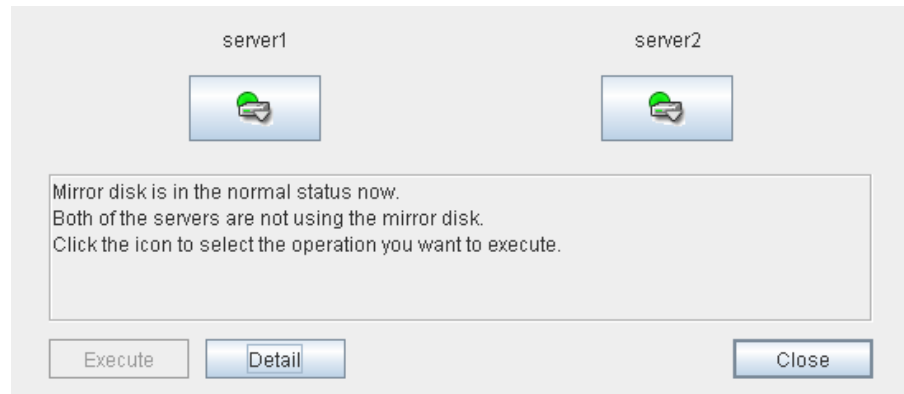 server1
server2
Mirror disk is in the normal status now.
Both of the servers are not using the mirror disk.
Click the icon to select the operation you want to execute.
Execute
Detail
Close